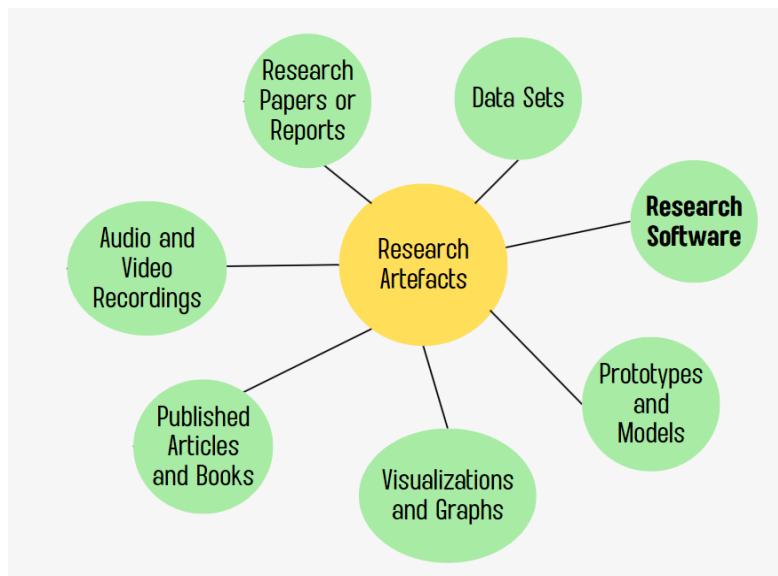 Research
Papers or
Reports
Data Sets
Research
Software
Research
Artefacts
Audio and
Video
Recordings
Prototypes
and
Models
Published
Articles
and Books
Visualizations
and Graphs